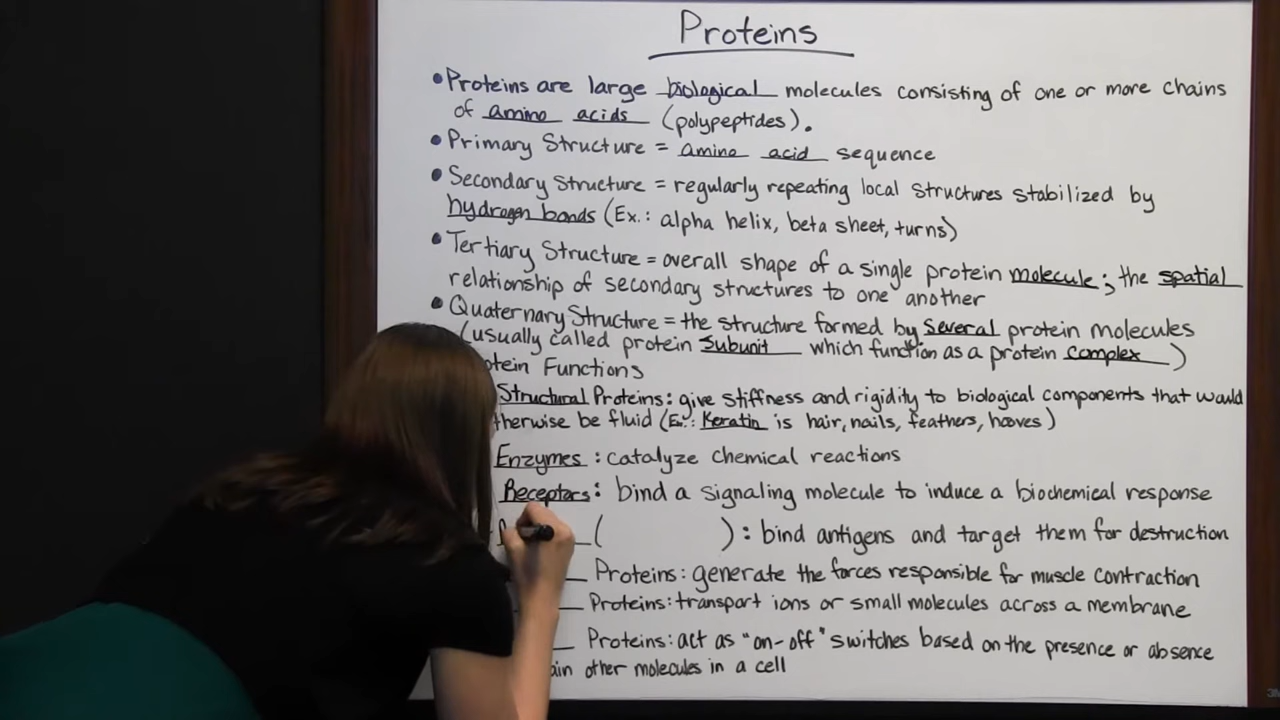 Proteins
• Proteins are large biological molecules consisting of one or more chains
of amino acids (polypeptides).
• Primary Structure = amino acid sequence
• Secondary Structure = regularly repeating local structures stabilized by
hydrogen bonds (Ex.: alpha helix, beta sheet, turns)
• Tertiary Structure = overall shape of a single protein molecule; the spatial
relationship of secondary structures to one another
• Quaternary Structure = the structure formed by several protein molecules
(usually called protein subunit which function as a protein complex)
otein Functions
Structural Proteins: give stiffness and rigidity to biological components that would
therwise be fluid (Ex.: Keratin is hair, nails, feathers, hooves)
Enzymes: catalyze chemical reactions
Receptors: bind a signaling molecule to induce a biochemical response
( ): bind antigens and target them for destruction
Proteins: generate the forces responsible for muscle contraction
Proteins: transport ions or small molecules across a membrane
Proteins: act as "on-off" switches based on the presence or absence
ain other molecules in a cell